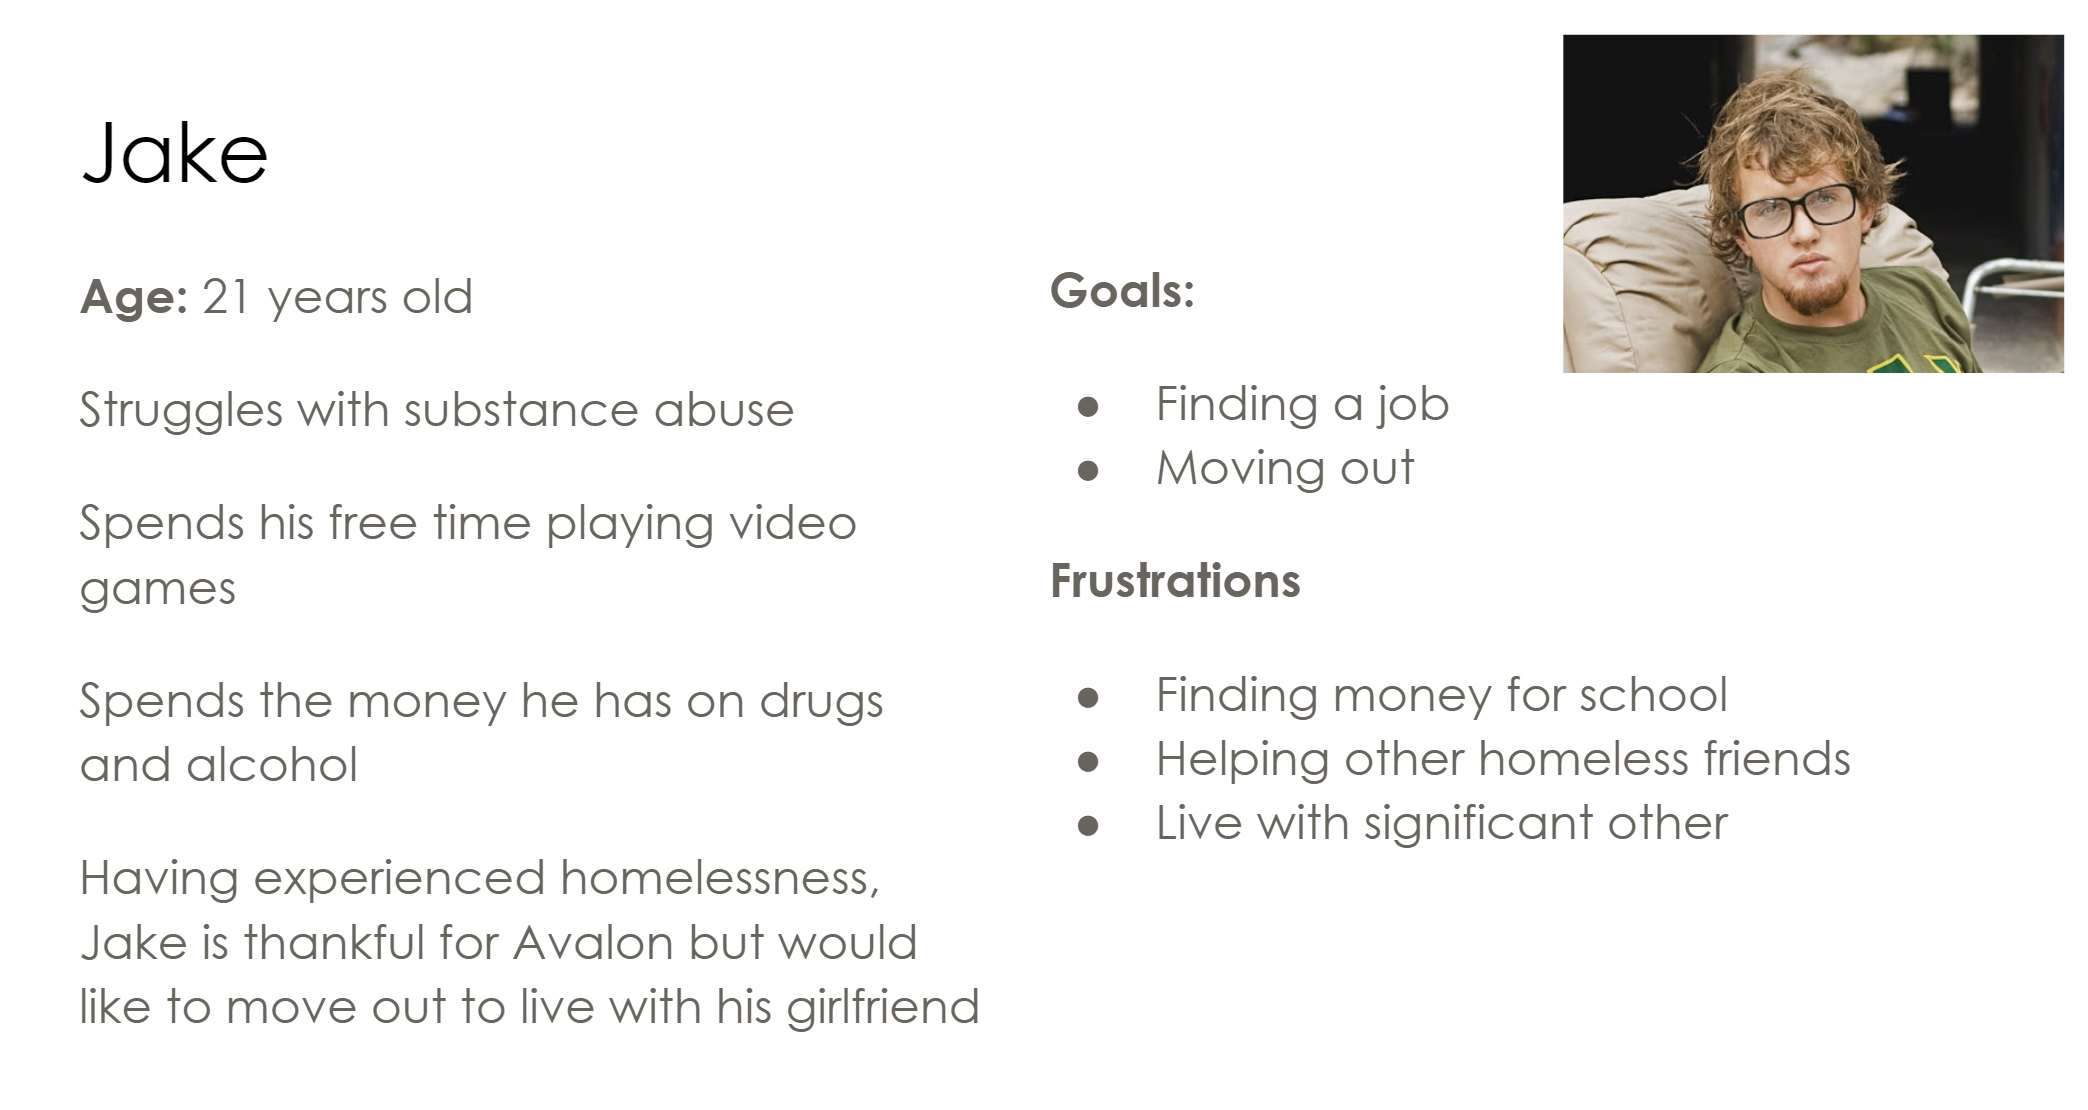 Jake
Age: 21 years old
Struggles with substance abuse
Spends his free time playing video
games
Spends the money he has on drugs
and alcohol
Having experienced homelessness,
Jake is thankful for Avalon but would
like to move out to live with his girlfriend
Goals:
● Finding a job
● Moving out
Frustrations
● Finding money for school
● Helping other homeless friends
● Live with significant other